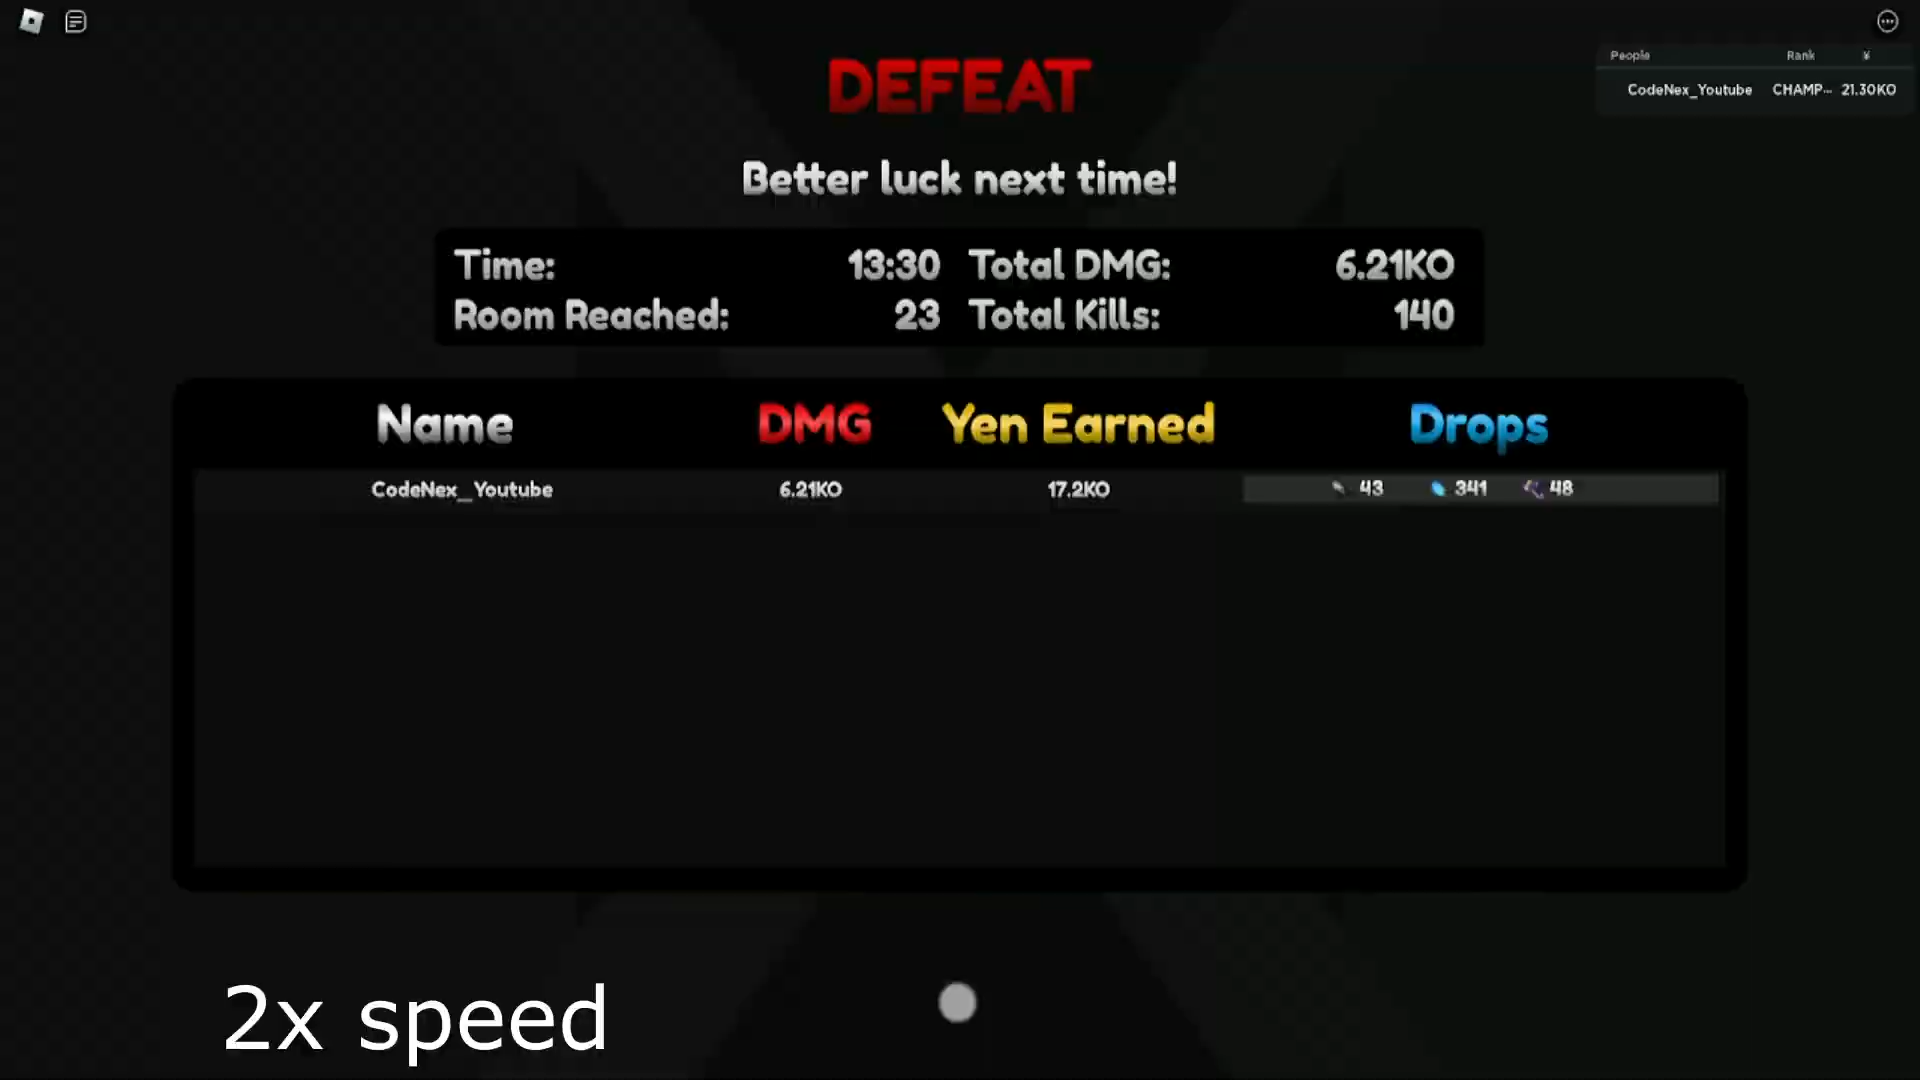 People Rank ¥
CodeNex_Youtube CHAMP··· 21.30KO
DEFEAT
Better luck next time!
Time: 13:30 Total DMG: 6.21KO
Room Reached: 23 Total Kills: 140
Name DMG Yen Earned Drops
CodeNex_Youtube 6.21KO 17.2KO 43 341 48
2x speed